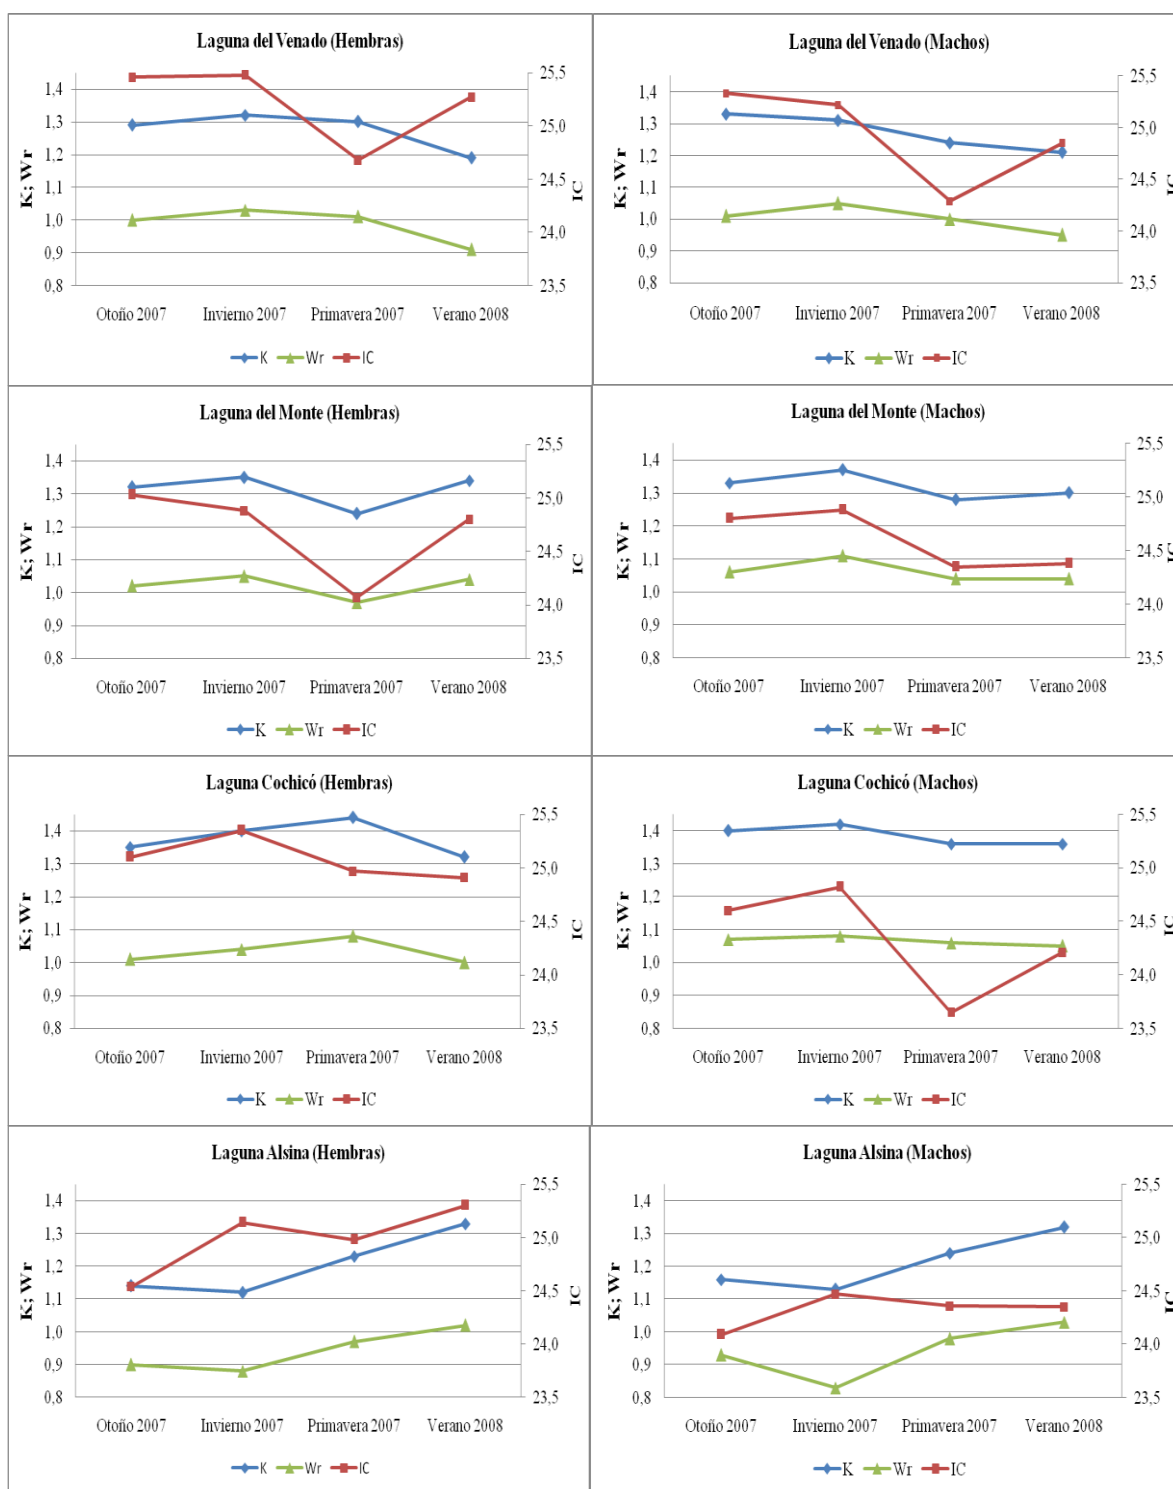 Laguna del Venado (Hembras)
1,4
1,3
1,2
1,1
1,0
0,9
0,8
K; Wr
25,5
25,0
24,5
24,0
23,5
IC
Otoño 2007 Invierno 2007 Primavera 2007 Verano 2008
K Wr IC
Laguna del Venado (Machos)
1,4
1,3
1,2
1,1
1,0
0,9
0,8
K; Wr
25,5
25,0
24,5
24,0
23,5
IC
Otoño 2007 Invierno 2007 Primavera 2007 Verano 2008
K Wr IC
Laguna del Monte (Hembras)
1,4
1,3
1,2
1,1
1,0
0,9
0,8
K; Wr
25,5
25,0
24,5
24,0
23,5
IC
Otoño 2007 Invierno 2007 Primavera 2007 Verano 2008
K Wr IC
Laguna del Monte (Machos)
1,4
1,3
1,2
1,1
1,0
0,9
0,8
K; Wr
25,5
25,0
24,5
24,0
23,5
IC
Otoño 2007 Invierno 2007 Primavera 2007 Verano 2008
K Wr IC
Laguna Cochicó (Hembras)
1,4
1,3
1,2
1,1
1,0
0,9
0,8
K; Wr
25,5
25,0
24,5
24,0
23,5
IC
Otoño 2007 Invierno 2007 Primavera 2007 Verano 2008
K Wr IC
Laguna Cochicó (Machos)
1,4
1,3
1,2
1,1
1,0
0,9
0,8
K; Wr
25,5
25,0
24,5
24,0
23,5
IC
Otoño 2007 Invierno 2007 Primavera 2007 Verano 2008
K Wr IC
Laguna Alsina (Hembras)
1,4
1,3
1,2
1,1
1,0
0,9
0,8
K; Wr
25,5
25,0
24,5
24,0
23,5
IC
Otoño 2007 Invierno 2007 Primavera 2007 Verano 2008
K Wr IC
Laguna Alsina (Machos)
1,4
1,3
1,2
1,1
1,0
0,9
0,8
K; Wr
25,5
25,0
24,5
24,0
23,5
IC
Otoño 2007 Invierno 2007 Primavera 2007 Verano 2008
K Wr IC